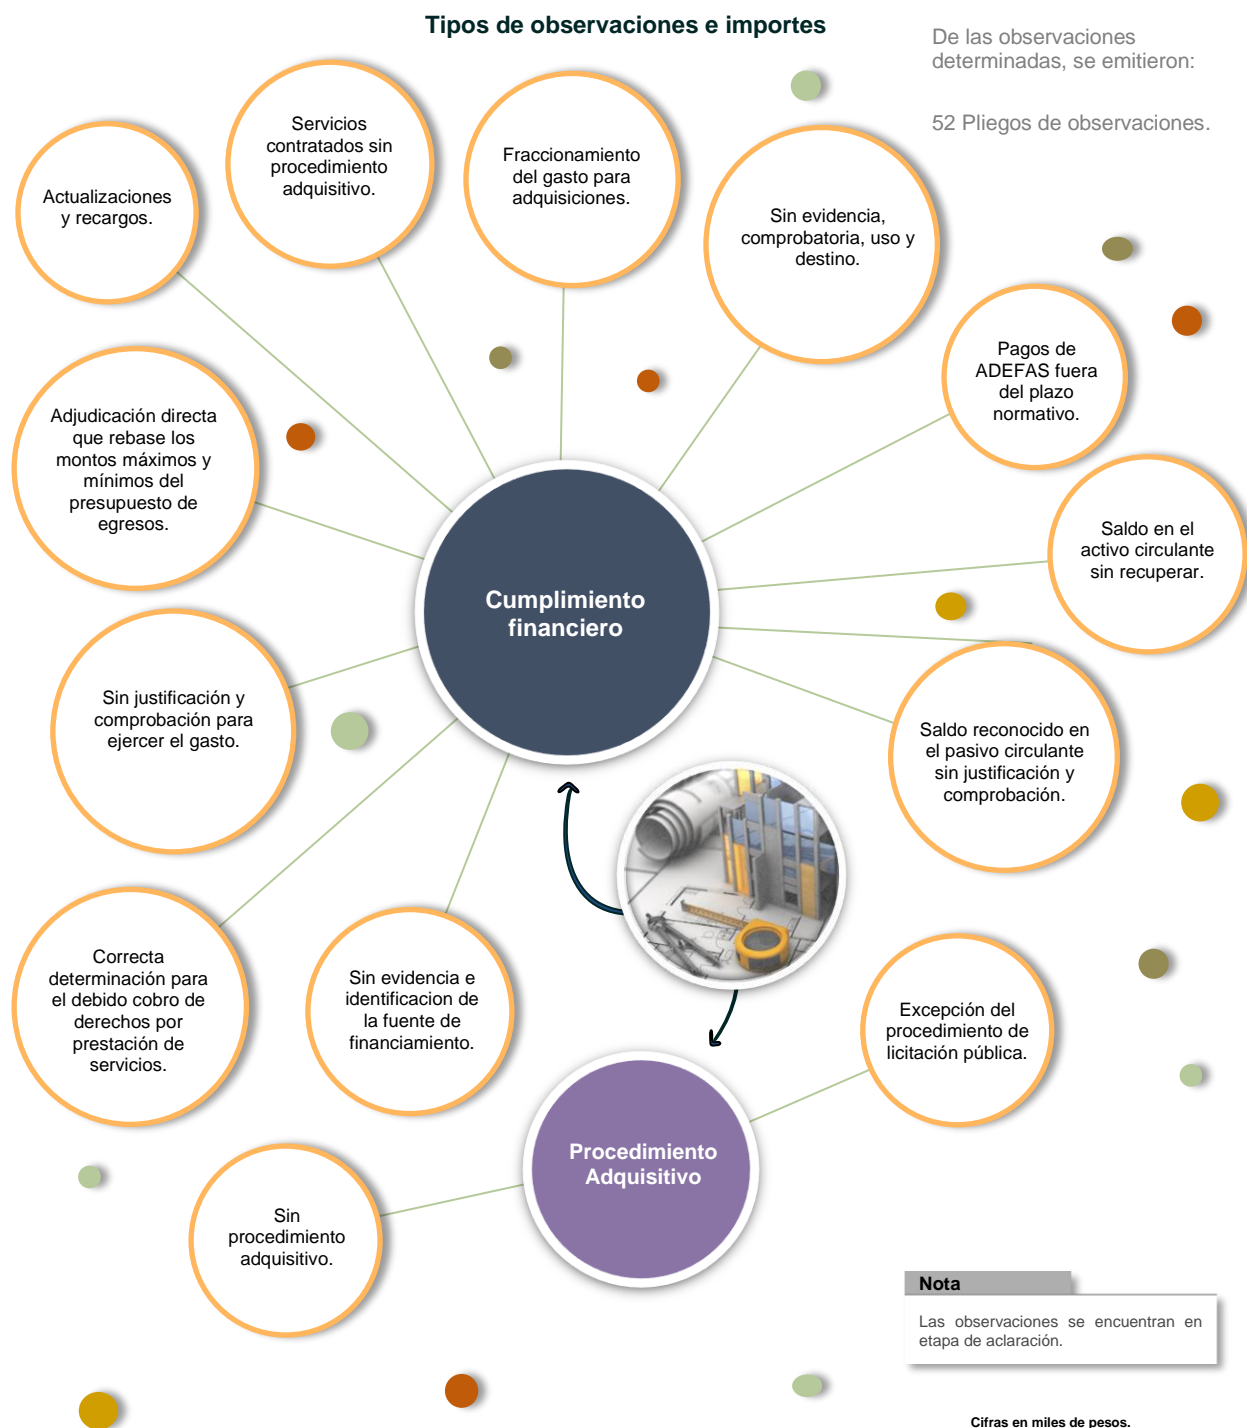 Tipos de observaciones e importes
De las observaciones
determinadas, se emitieron:
52 Pliegos de observaciones.
Servicios
contratados sin
procedimiento
adquisitivo.
Fraccionamiento
del gasto para
adquisiciones.
Actualizaciones
y recargos.
Sin evidencia,
comprobatoria, uso y
destino.
Pagos de
ADEFAS fuera
del plazo
normativo.
Adjudicación directa
que rebase los
montos máximos y
mínimos del
presupuesto de
egresos.
Saldo en el
activo circulante
sin recuperar.
Cumplimiento
financiero
Sin justificación y
comprobación para
ejercer el gasto.
Saldo reconocido en
el pasivo circulante
sin justificación y
comprobación.
Correcta
determinación para
el debido cobro de
derechos por
prestación de
servicios.
Sin evidencia e
identificacion de
la fuente de
financiamiento.
Excepción del
procedimiento de
licitación pública.
Procedimiento
Adquisitivo
Sin
procedimiento
adquisitivo.
Nota
Las observaciones se encuentran en
etapa de aclaración.
Cifras en miles de pesos.